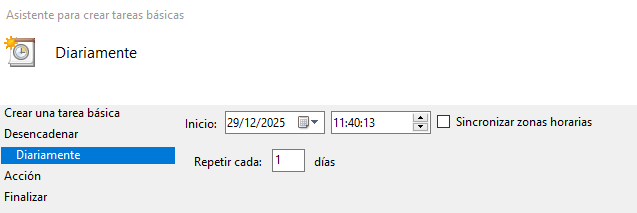 Asistente para crear tareas básicas
Diariamente
Crear una tarea básica
Desencadenar
Diariamente
Acción
Finalizar
Inicio: 29/12/2025 11:40:13 Sincronizar zonas horarias
Repetir cada: 1 días